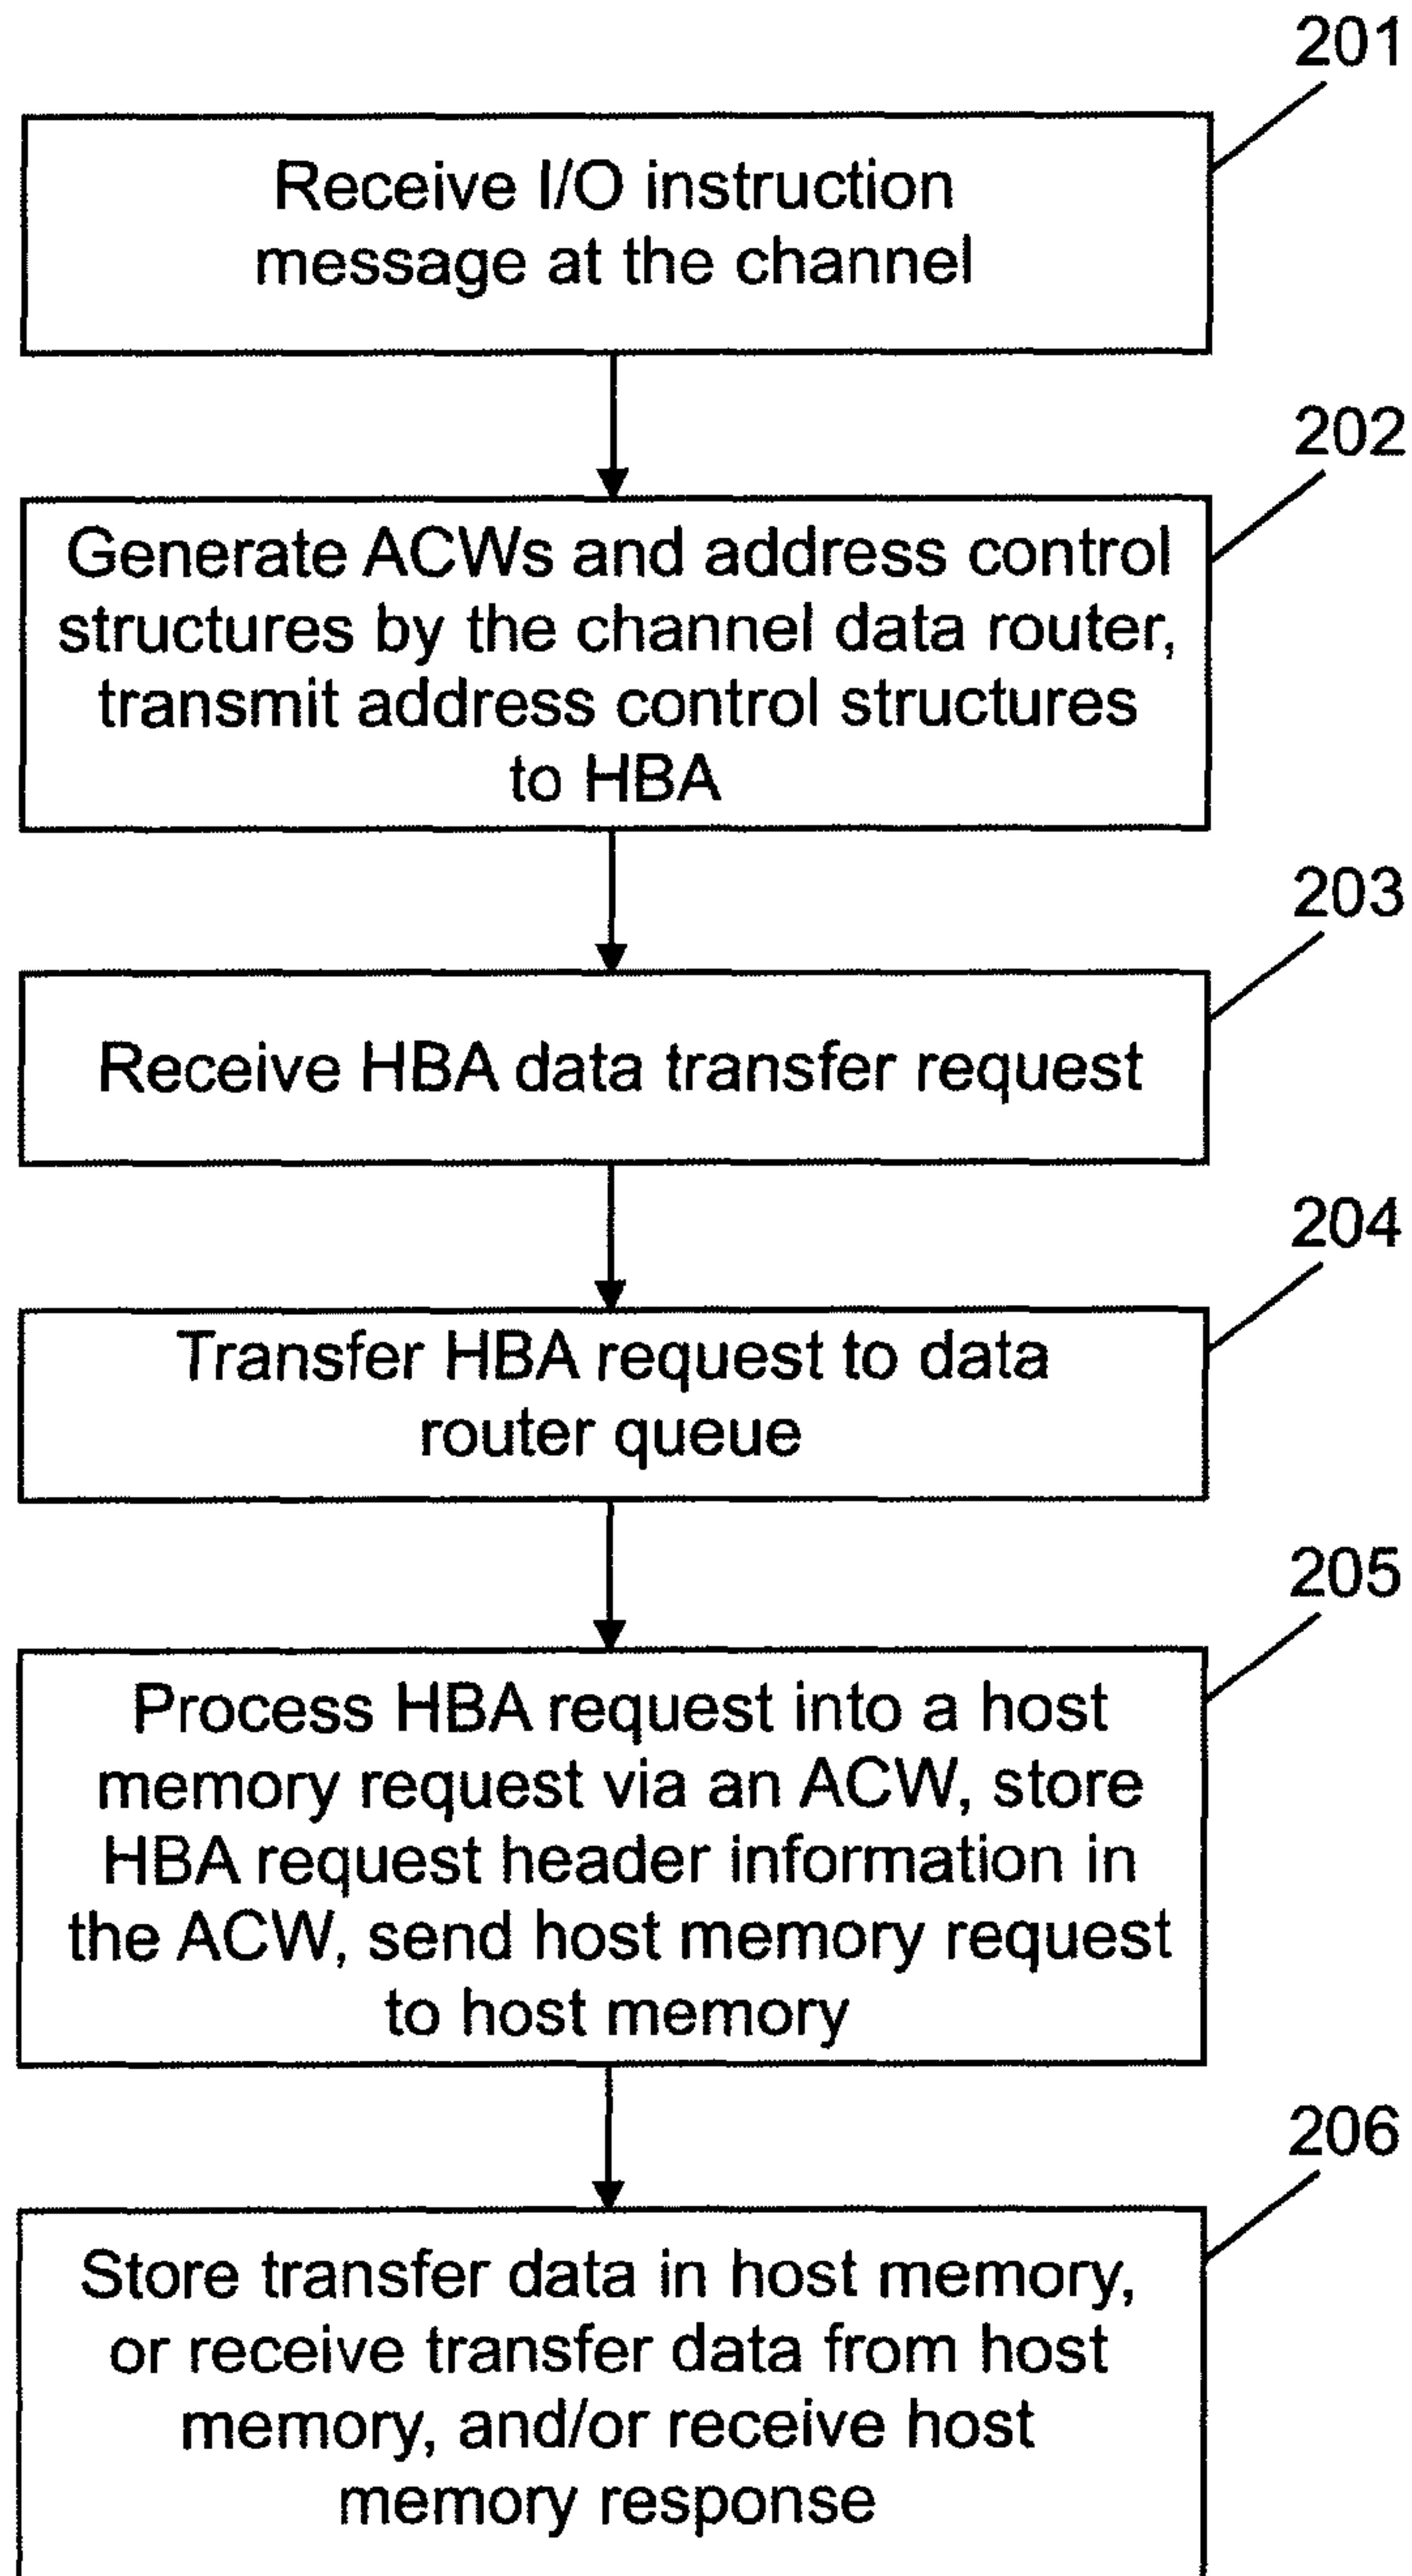 201
Receive I/O instruction
message at the channel
202
Generate ACWs and address control
structures by the channel data router,
transmit address control structures
to HBA
203
Receive HBA data transfer request
204
Transfer HBA request to data
router queue
205
Process HBA request into a host
memory request via an ACW, store
HBA request header information in
the ACW, send host memory request
to host memory
206
Store transfer data in host memory,
or receive transfer data from host
memory, and/or receive host
memory response